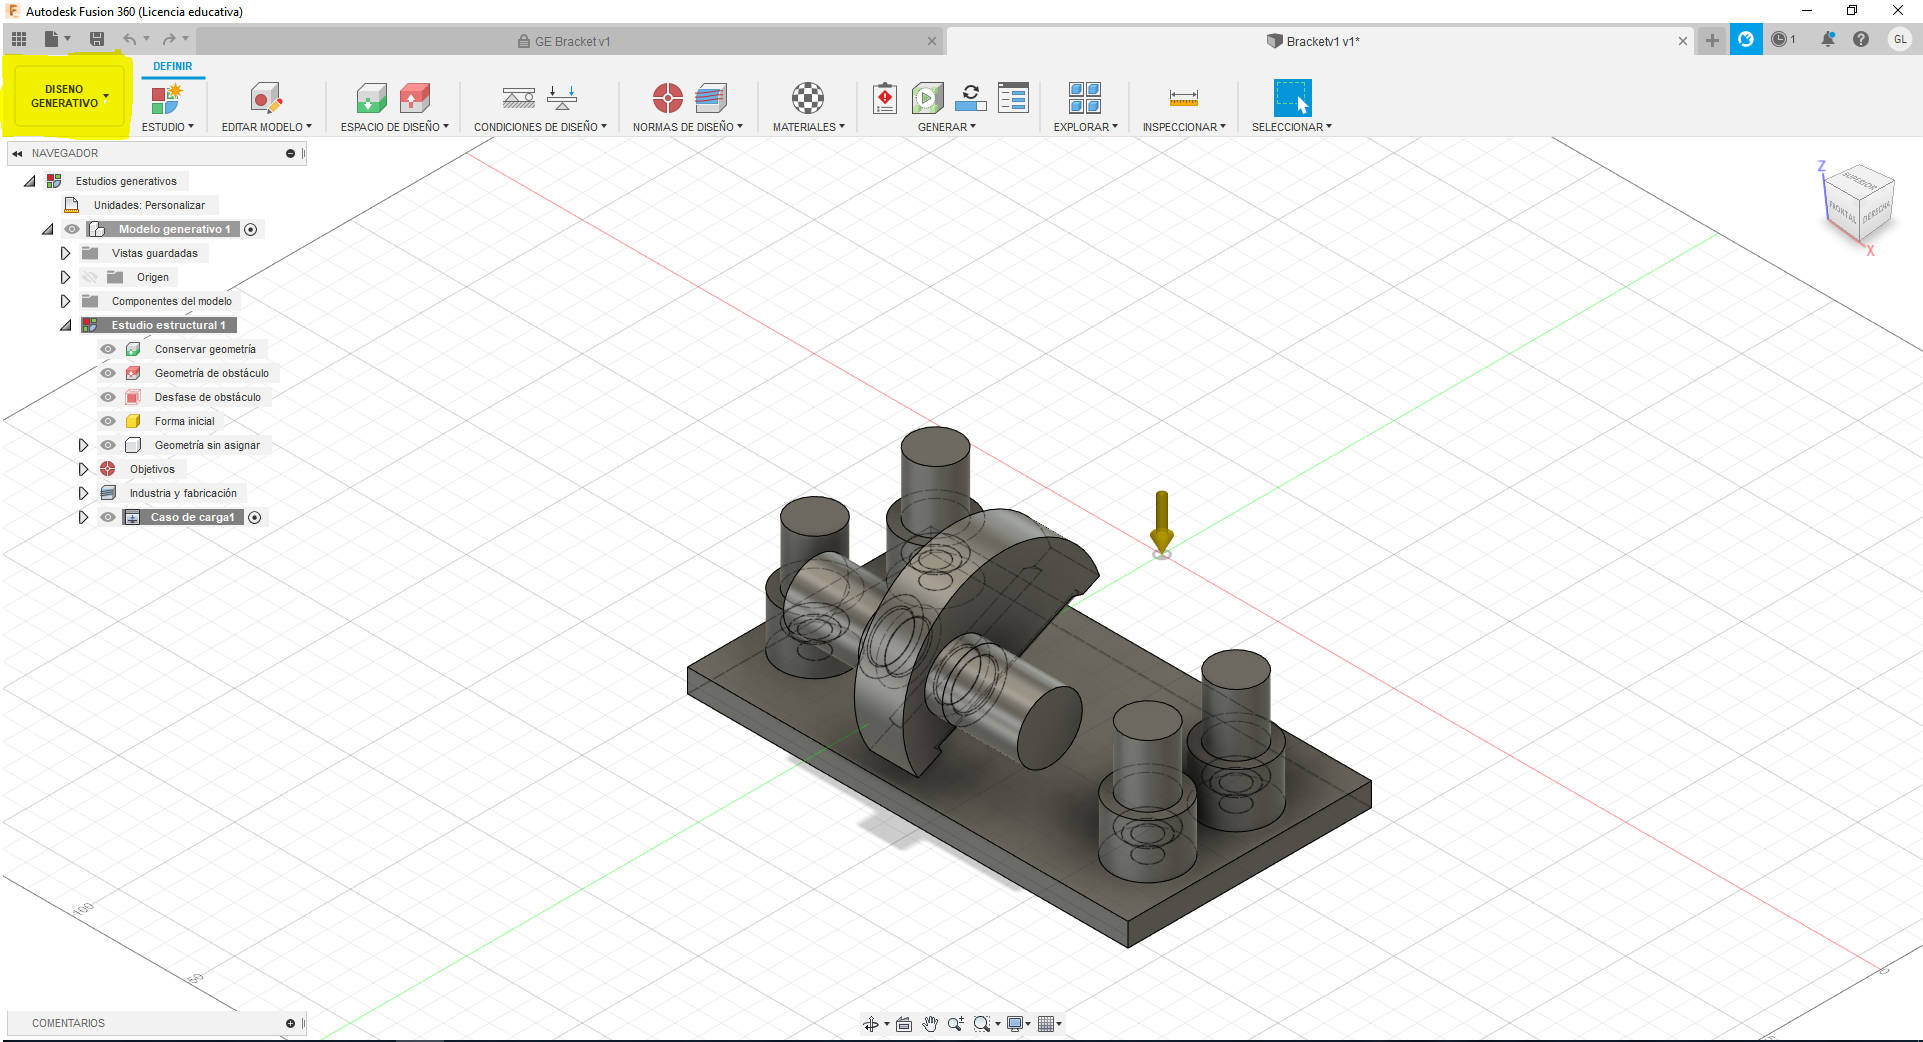 Autodesk Fusion 360 (Licencia educativa)
GE Bracket v1
Bracketv1 v1*
1
GL
DISENO
GENERATIVO
DEFINIR
ESTUDIO
EDITAR MODELO
ESPACIO DE DISEÑO
CONDICIONES DE DISEÑO
NORMAS DE DISEÑO
MATERIALES
GENERAR
EXPLORAR
INSPECCIONAR
SELECCIONAR
NAVEGADOR
Estudios generativos
Unidades: Personalizar
Modelo generativo 1
Vistas guardadas
Origen
Componentes del modelo
Estudio estructural 1
Conservar geometría
Geometría de obstáculo
Desfase de obstáculo
Forma inicial
Geometría sin asignar
Objetivos
Industria y fabricación
Caso de carga1
Z
SUPERIOR
FRONTAL
DERECHA
X
100
50
0
COMENTARIOS